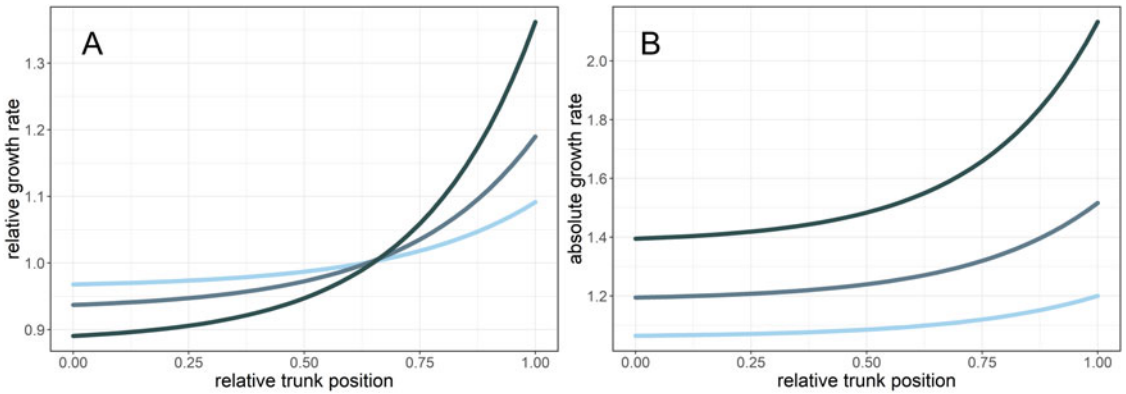 A
relative growth rate
1.3
1.2
1.1
1.0
0.9
0.00 0.25 0.50 0.75 1.00
relative trunk position
B
absolute growth rate
2.0
1.8
1.6
1.4
1.2
0.00 0.25 0.50 0.75 1.00
relative trunk position